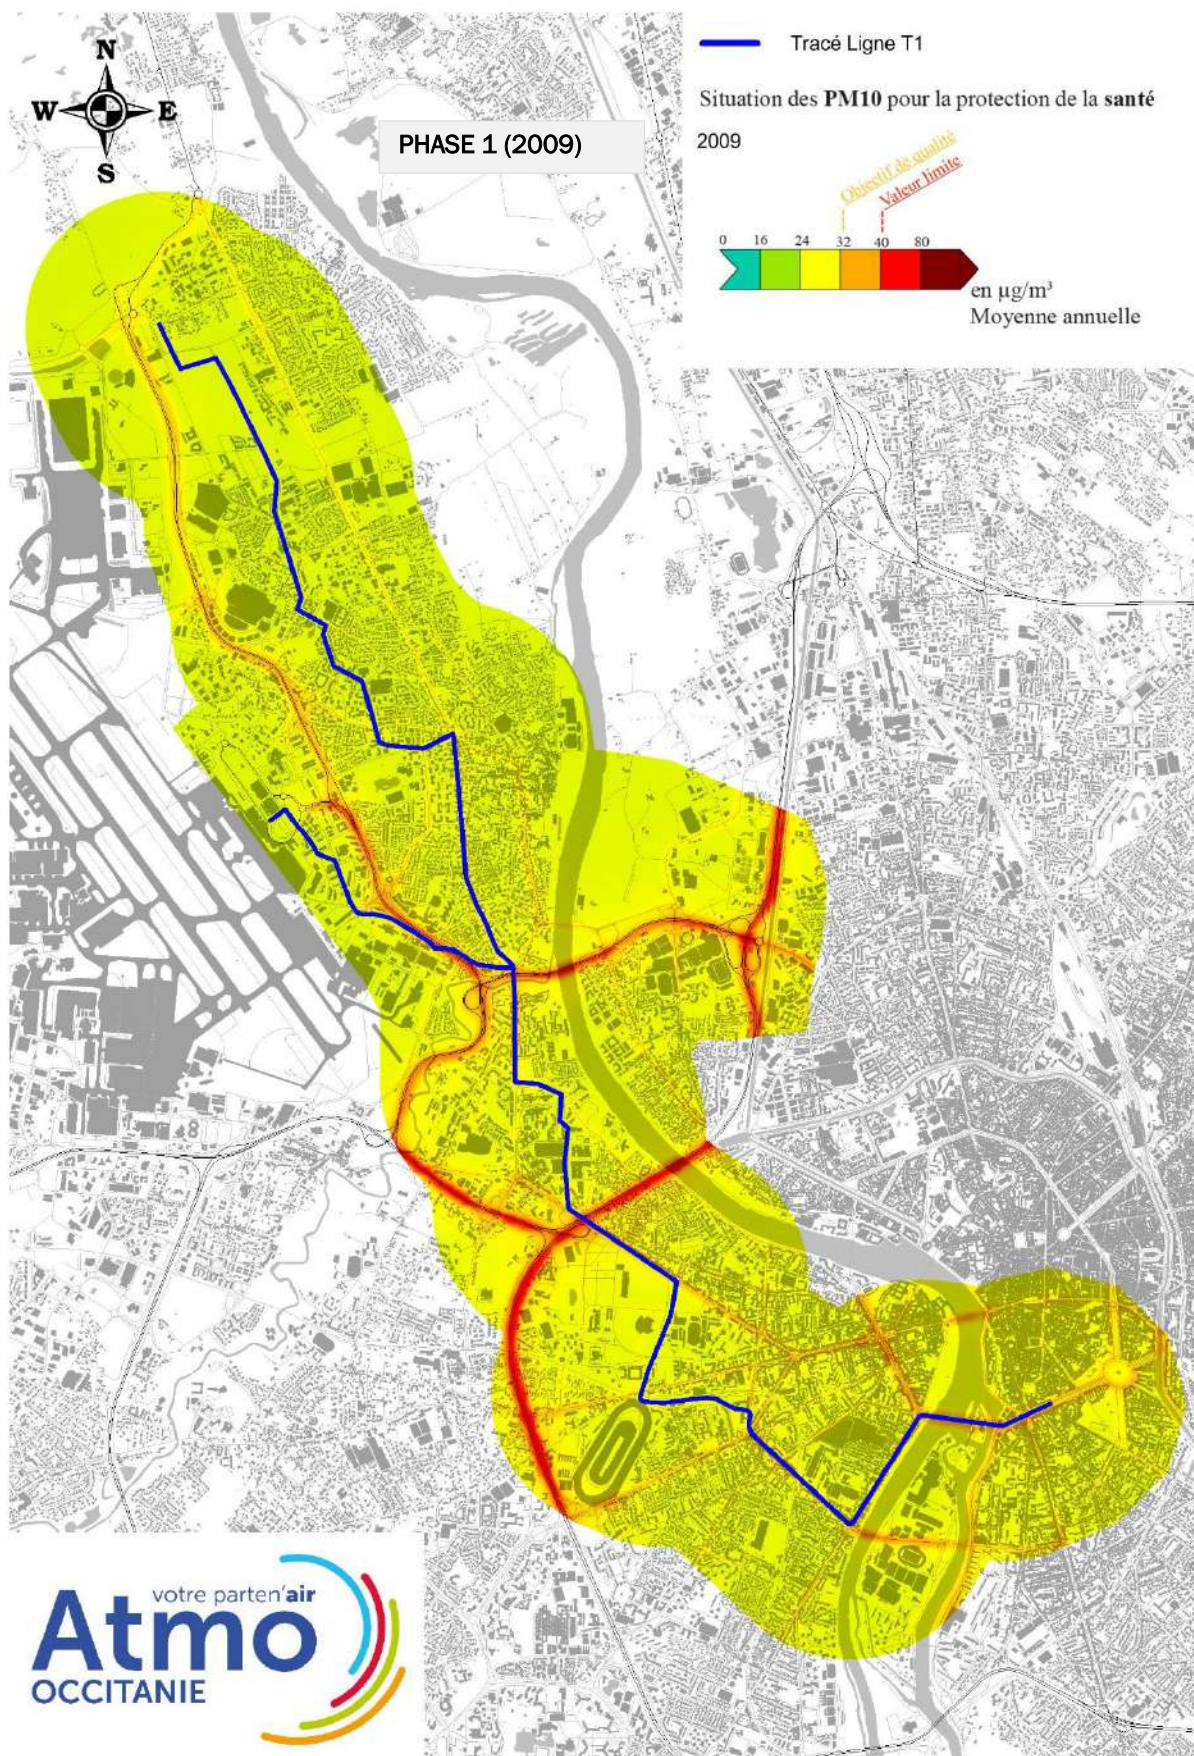 N
W E
S
PHASE 1 (2009)
Tracé Ligne T1
Situation des PM10 pour la protection de la santé
2009
Objectif de qualité
Valeur limite
0 16 24 32 40 80
en µg/m³
Moyenne annuelle
votre parten'air
Atmo
OCCITANIE